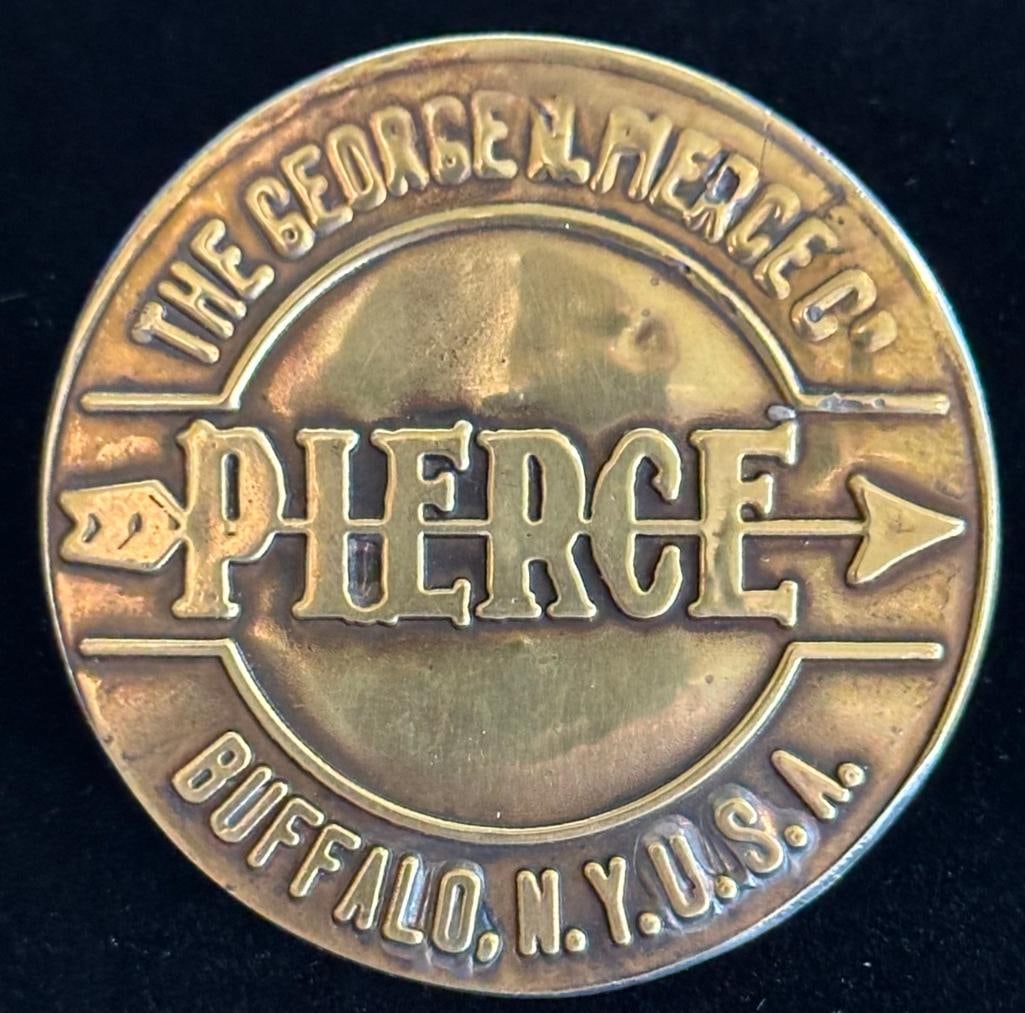 THE GEORGE N. PIERCE Co
PIERCE
BUFFALO, N.Y. U.S.A.